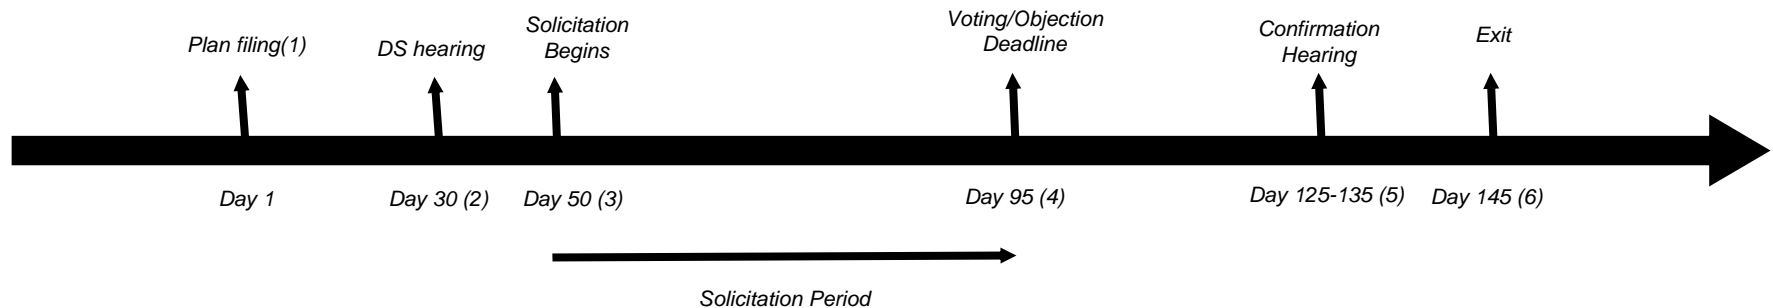 Plan filing(1)
DS hearing
Solicitation
Begins
Voting/Objection
Deadline
Confirmation
Hearing
Exit
Day 1
Day 30 (2)
Day 50 (3)
Day 95 (4)
Day 125-135 (5)
Day 145 (6)
Solicitation Period